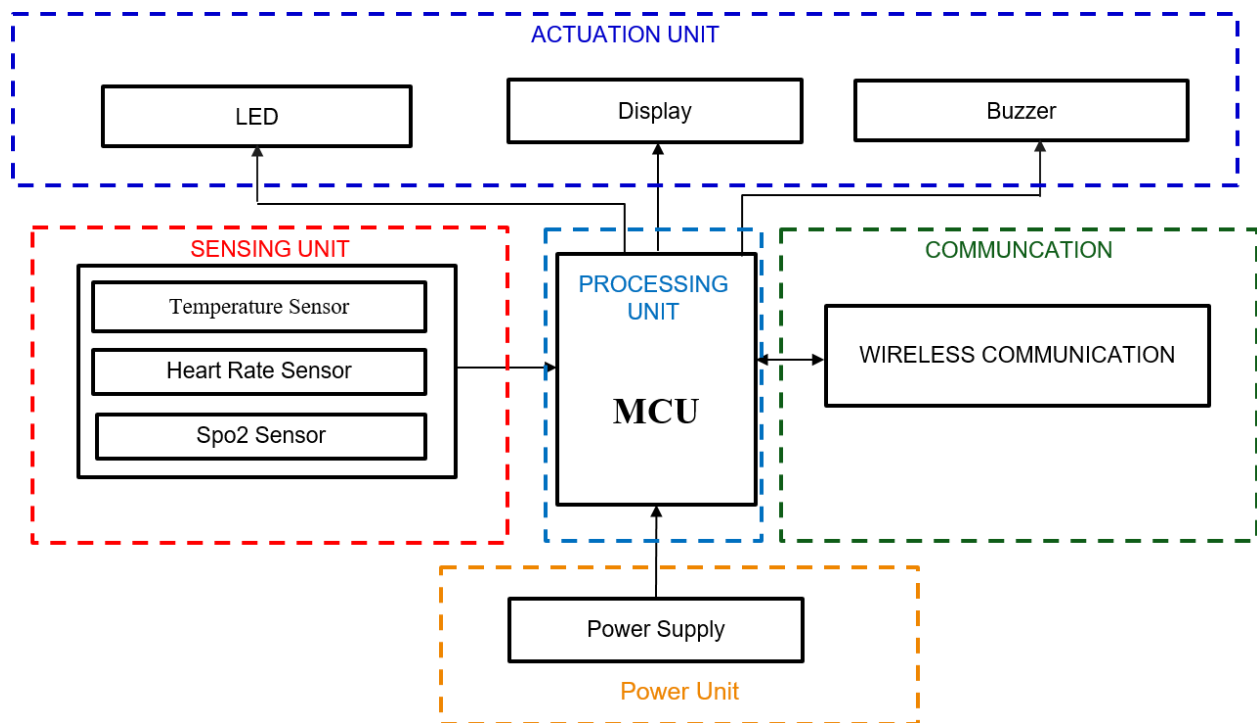 ACTUATION UNIT
LED
Display
Buzzer
SENSING UNIT
Temperature Sensor
Heart Rate Sensor
Spo2 Sensor
PROCESSING
UNIT
MCU
COMMUNCATION
WIRELESS COMMUNICATION
Power Supply
Power Unit